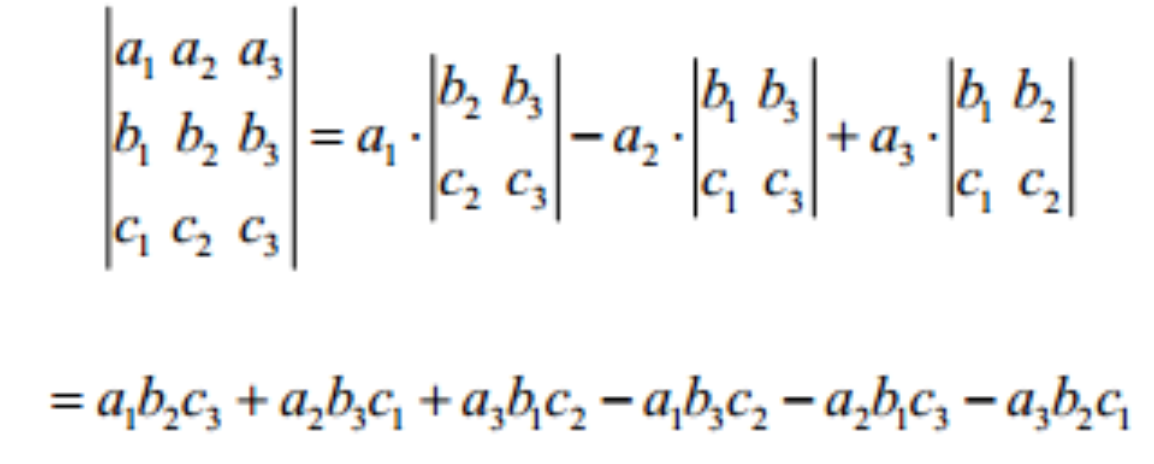 |a₁ a₂ a₃|
|b₁ b₂ b₃| = a₁ · |b₂ b₃; c₂ c₃| − a₂ · |b₁ b₃; c₁ c₃| + a₃ · |b₁ b₂; c₁ c₂|
|c₁ c₂ c₃|
= a₁b₂c₃ + a₂b₃c₁ + a₃b₁c₂ − a₁b₃c₂ − a₂b₁c₃ − a₃b₂c₁